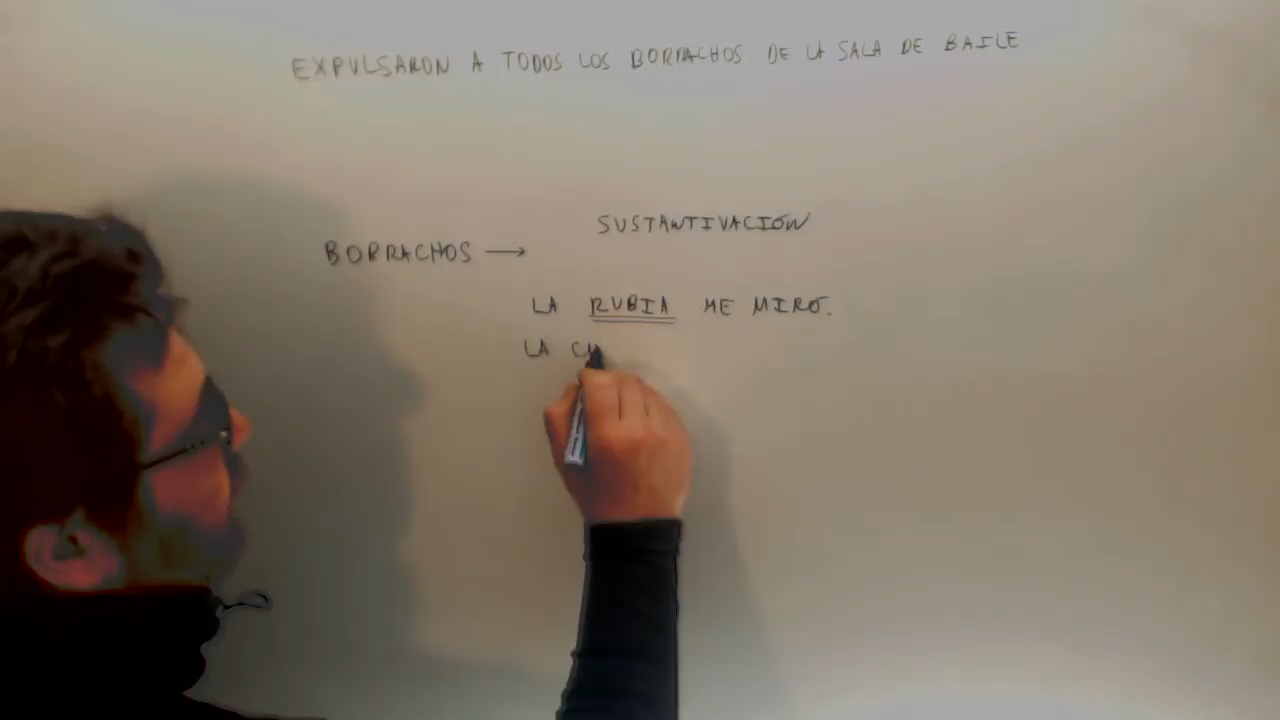 EXPULSARON A TODOS LOS BORRACHOS DE LA SALA DE BAILE
SUSTANTIVACIÓN
BORRACHOS →
LA RUBIA ME MIRÓ.
LA